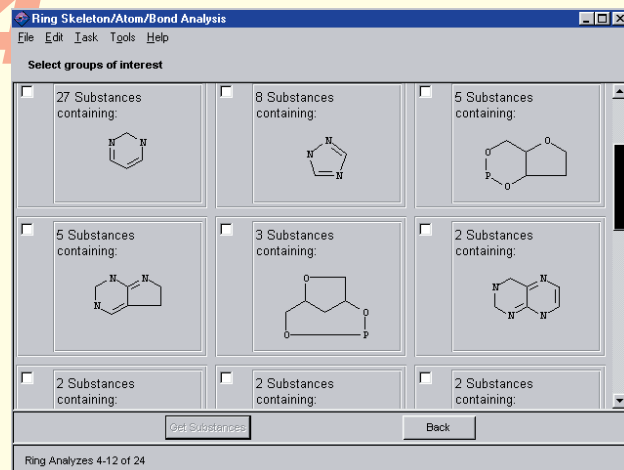 Ring Skeleton/Atom/Bond Analysis
File Edit Task Tools Help
Select groups of interest
27 Substances
containing:
N N
8 Substances
containing:
N
N
N
5 Substances
containing:
O
O
P
O
5 Substances
containing:
N N
N
3 Substances
containing:
O
O
O P
2 Substances
containing:
N
N
N N
2 Substances
containing:
2 Substances
containing:
2 Substances
containing:
Get Substances
Back
Ring Analyzes 4-12 of 24